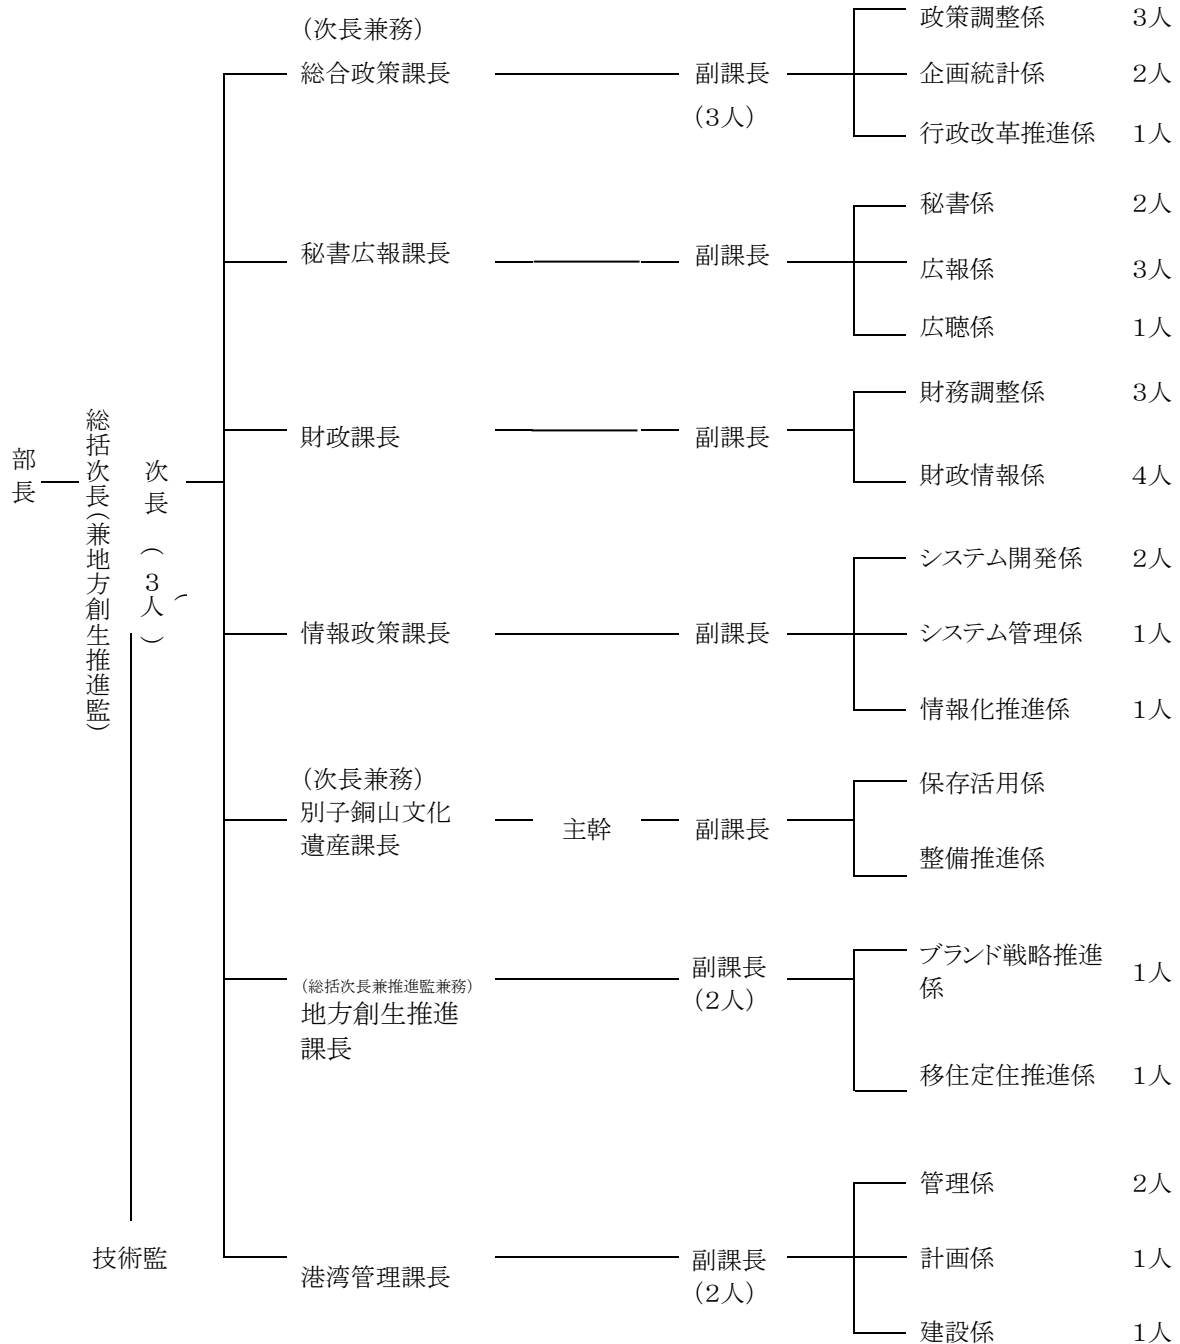 部長
総括次長(兼地方創生推進監)
次長(3人)
(
技術監
(次長兼務)
総合政策課長
副課長
(3人)
政策調整係 3人
企画統計係 2人
行政改革推進係 1人
秘書広報課長
副課長
秘書係 2人
広報係 3人
広聴係 1人
財政課長
副課長
財務調整係 3人
財政情報係 4人
情報政策課長
副課長
システム開発係 2人
システム管理係 1人
情報化推進係 1人
(次長兼務)
別子銅山文化
遺産課長
主幹
副課長
保存活用係
整備推進係
(総括次長兼推進監兼務)
地方創生推進
課長
副課長
(2人)
ブランド戦略推進
係 1人
移住定住推進係 1人
港湾管理課長
副課長
(2人)
管理係 2人
計画係 1人
建設係 1人